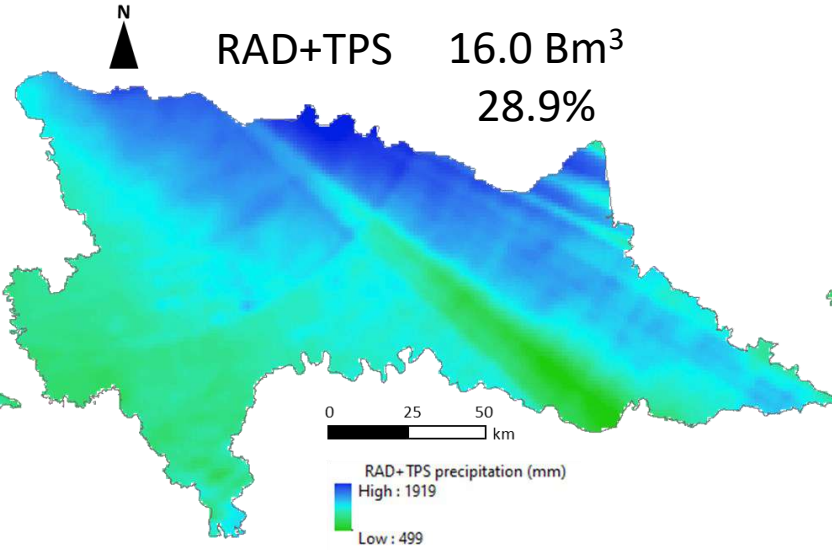 N
RAD+TPS 16.0 Bm³
28.9%
0 25 50
km
RAD+TPS precipitation (mm)
High : 1919
Low : 499